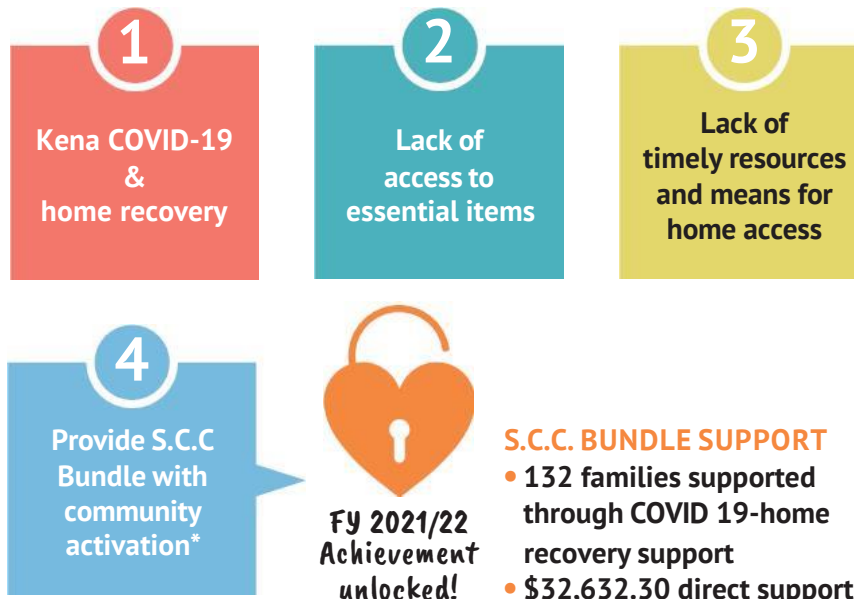 1
Kena COVID-19
&
home recovery
2
Lack of
access to
essential items
3
Lack of
timely resources
and means for
home access
4
Provide S.C.C
Bundle with
community
activation*
FY 2021/22
Achievement
unlocked!
S.C.C. BUNDLE SUPPORT
• 132 families supported
through COVID 19-home
recovery support
• $32,632.30 direct support